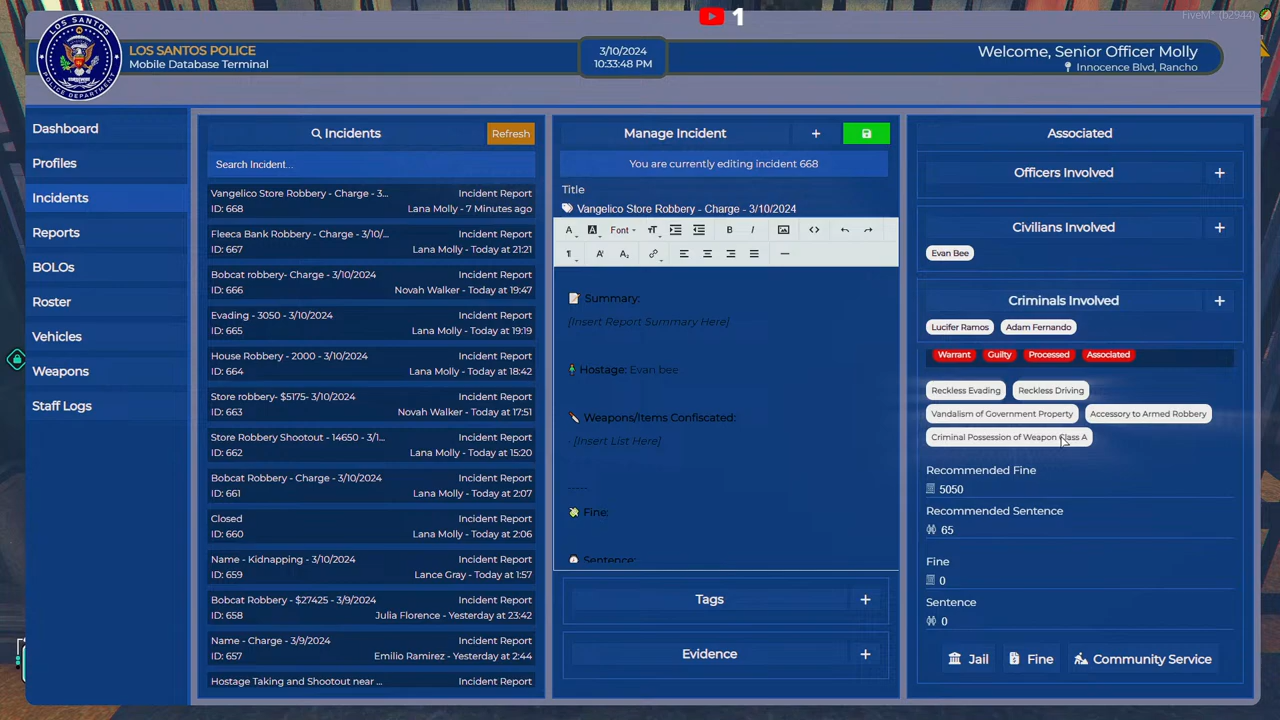 1
FiveM* (b2944)
LOS SANTOS
POLICE DEPARTMENT
LOS SANTOS POLICE
Mobile Database Terminal
3/10/2024
10:33:48 PM
Welcome, Senior Officer Molly
Innocence Blvd, Rancho
Dashboard
Profiles
Incidents
Reports
BOLOs
Roster
Vehicles
Weapons
Staff Logs
Incidents
Refresh
Search Incident...
Vangelico Store Robbery - Charge - 3... Incident Report
ID: 668 Lana Molly - 7 Minutes ago
Fleeca Bank Robbery - Charge - 3/10/... Incident Report
ID: 667 Lana Molly - Today at 21:21
Bobcat robbery- Charge - 3/10/2024 Incident Report
ID: 666 Novah Walker - Today at 19:47
Evading - 3050 - 3/10/2024 Incident Report
ID: 665 Lana Molly - Today at 19:19
House Robbery - 2000 - 3/10/2024 Incident Report
ID: 664 Lana Molly - Today at 18:42
Store robbery- $5175- 3/10/2024 Incident Report
ID: 663 Novah Walker - Today at 17:51
Store Robbery Shootout - 14650 - 3/1... Incident Report
ID: 662 Lana Molly - Today at 15:20
Bobcat Robbery - Charge - 3/10/2024 Incident Report
ID: 661 Lana Molly - Today at 2:07
Closed Incident Report
ID: 660 Lana Molly - Today at 2:06
Name - Kidnapping - 3/10/2024 Incident Report
ID: 659 Lance Gray - Today at 1:57
Bobcat Robbery - $27425 - 3/9/2024 Incident Report
ID: 658 Julia Florence - Yesterday at 23:42
Name - Charge - 3/9/2024 Incident Report
ID: 657 Emilio Ramirez - Yesterday at 2:44
Hostage Taking and Shootout near ... Incident Report
Manage Incident +
You are currently editing incident 668
Title
Vangelico Store Robbery - Charge - 3/10/2024
Font
B I
Summary:
[Insert Report Summary Here]
Hostage: Evan bee
Weapons/Items Confiscated:
- [Insert List Here]
-----
Fine:
Sentence:
Tags +
Evidence +
Associated
Officers Involved +
Civilians Involved +
Evan Bee
Criminals Involved +
Lucifer Ramos Adam Fernando
Warrant Guilty Processed Associated
Reckless Evading Reckless Driving
Vandalism of Government Property Accessory to Armed Robbery
Criminal Possession of Weapon Class A
Recommended Fine
5050
Recommended Sentence
65
Fine
0
Sentence
0
Jail Fine Community Service